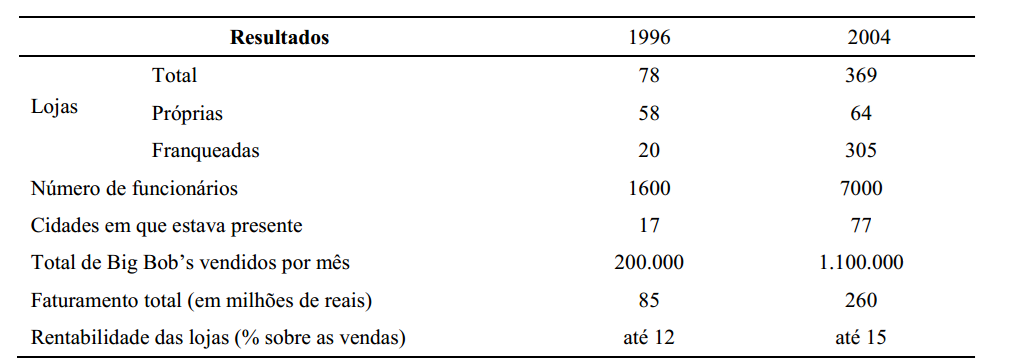 Resultados 1996 2004
Total 78 369
Lojas
Próprias 58 64
Franqueadas 20 305
Número de funcionários 1600 7000
Cidades em que estava presente 17 77
Total de Big Bob’s vendidos por mês 200.000 1.100.000
Faturamento total (em milhões de reais) 85 260
Rentabilidade das lojas (% sobre as vendas) até 12 até 15